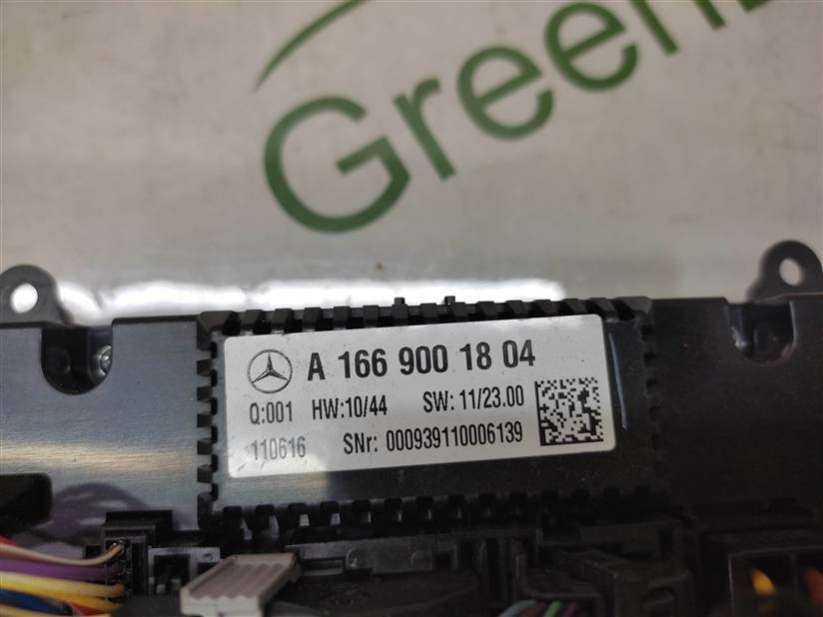 Green
A 166 900 18 04
Q:001 HW:10/44 SW: 11/23.00
110616 SNr: 000939110006139